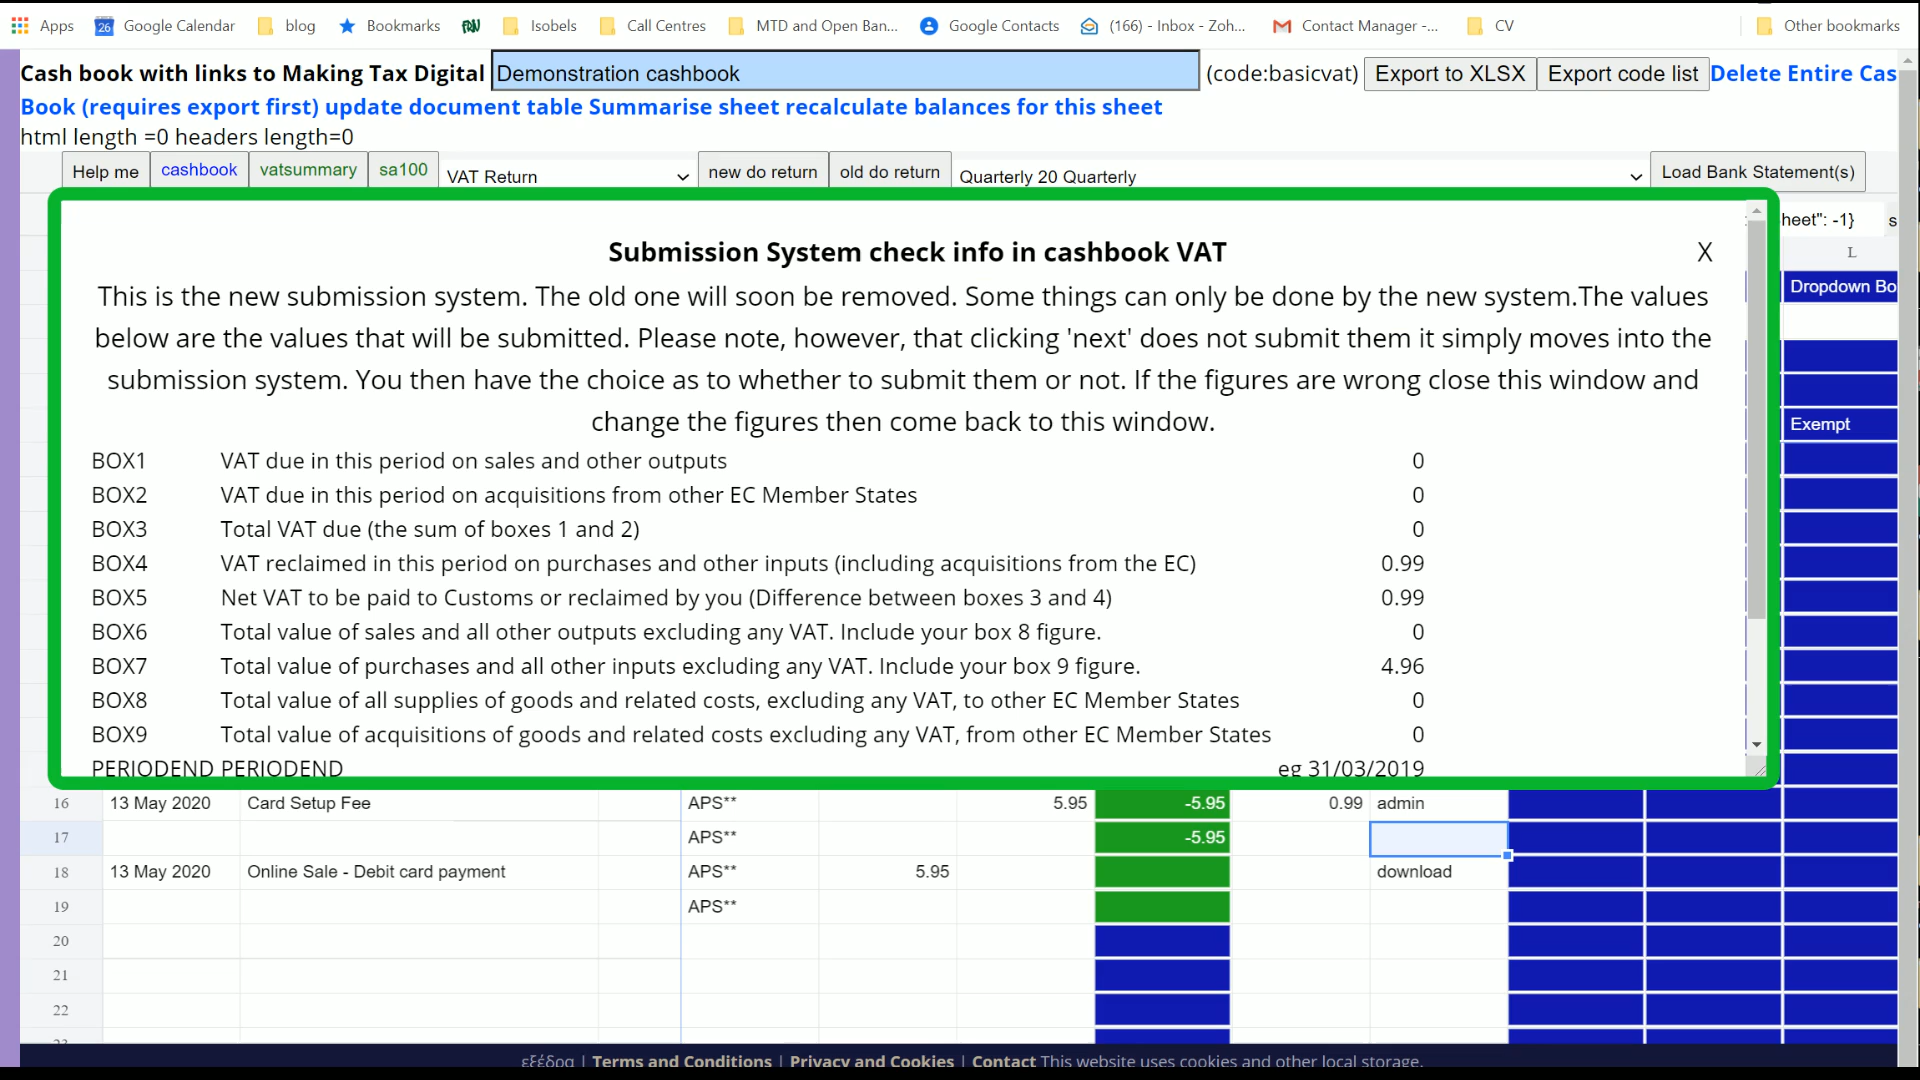 Apps 26 Google Calendar blog Bookmarks Isobels Call Centres MTD and Open Ban... Google Contacts (166) - Inbox - Zoh... Contact Manager -... CV Other bookmarks
Cash book with links to Making Tax Digital Demonstration cashbook (code:basicvat) Export to XLSX Export code list Delete Entire Cas
Book (requires export first) update document table Summarise sheet recalculate balances for this sheet
html length =0 headers length=0
Help me cashbook vatsummary sa100 VAT Return new do return old do return Quarterly 20 Quarterly Load Bank Statement(s)
heet": -1} s
Submission System check info in cashbook VAT X
L
This is the new submission system. The old one will soon be removed. Some things can only be done by the new system.The values
Dropdown Bo
below are the values that will be submitted. Please note, however, that clicking 'next' does not submit them it simply moves into the
submission system. You then have the choice as to whether to submit them or not. If the figures are wrong close this window and
change the figures then come back to this window.
Exempt
BOX1 VAT due in this period on sales and other outputs 0
BOX2 VAT due in this period on acquisitions from other EC Member States 0
BOX3 Total VAT due (the sum of boxes 1 and 2) 0
BOX4 VAT reclaimed in this period on purchases and other inputs (including acquisitions from the EC) 0.99
BOX5 Net VAT to be paid to Customs or reclaimed by you (Difference between boxes 3 and 4) 0.99
BOX6 Total value of sales and all other outputs excluding any VAT. Include your box 8 figure. 0
BOX7 Total value of purchases and all other inputs excluding any VAT. Include your box 9 figure. 4.96
BOX8 Total value of all supplies of goods and related costs, excluding any VAT, to other EC Member States 0
BOX9 Total value of acquisitions of goods and related costs excluding any VAT, from other EC Member States 0
PERIODEND PERIODEND eg 31/03/2019
16 13 May 2020 Card Setup Fee APS** 5.95 -5.95 0.99 admin
17 APS** -5.95
18 13 May 2020 Online Sale - Debit card payment APS** 5.95 download
19 APS**
20
21
22
23
εξέδρα | Terms and Conditions | Privacy and Cookies | Contact This website uses cookies and other local storage.